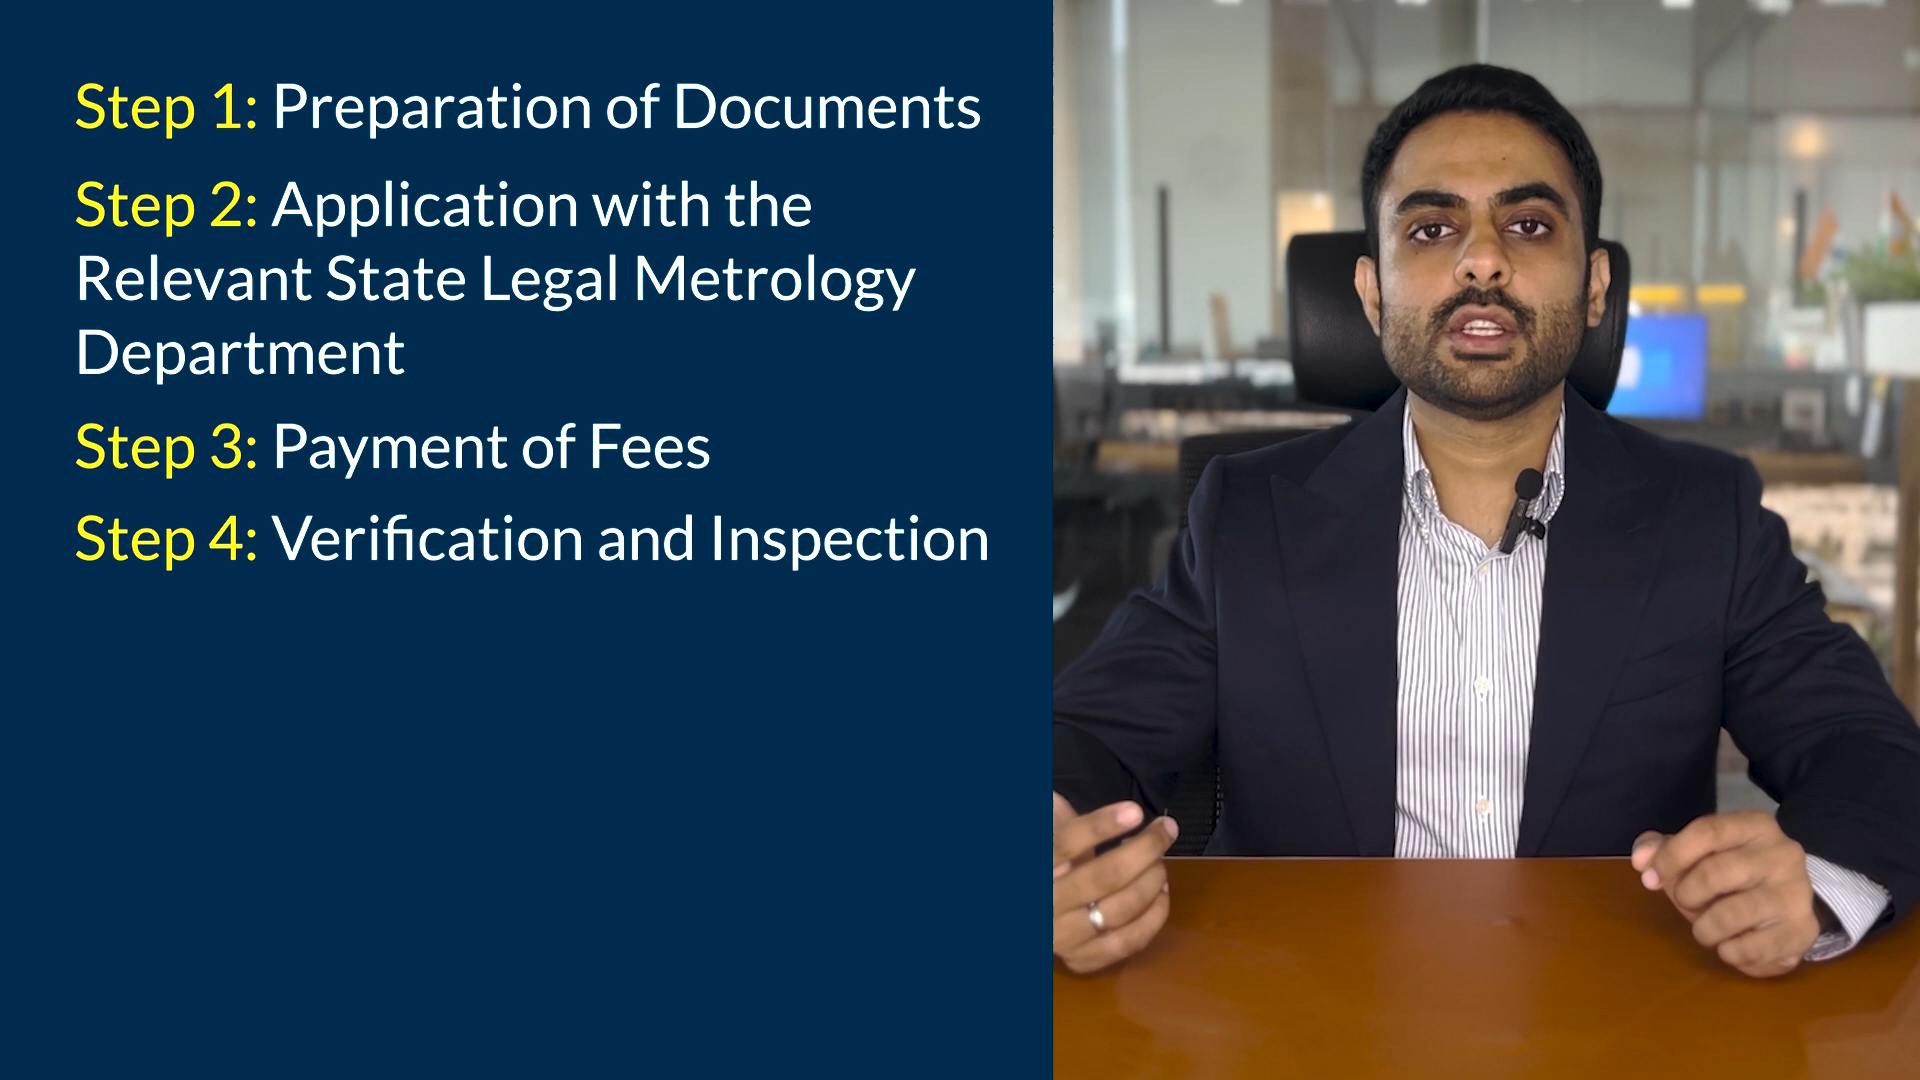 Step 1: Preparation of Documents
Step 2: Application with the
Relevant State Legal Metrology
Department
Step 3: Payment of Fees
Step 4: Verification and Inspection